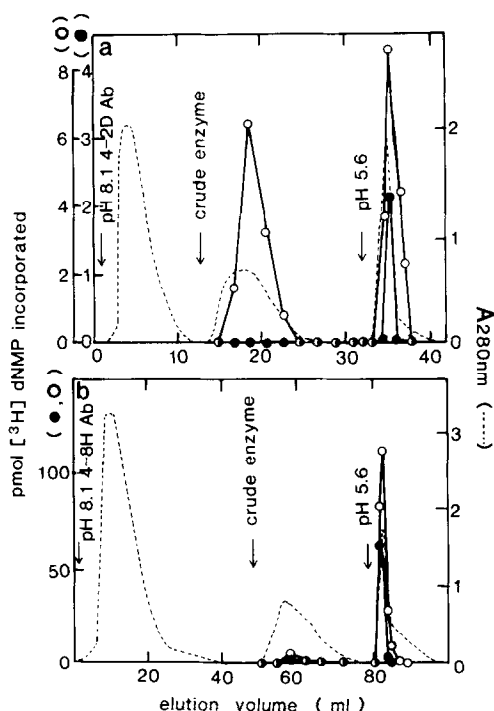 (○) (●)
a
8 4
6 3
4 2
2 1
0 0
pH 8.1 4-2D Ab
crude enzyme
pH 5.6
2
1
0
0 10 20 30 40
pmol [³H] dNMP incorporated
(●,○)
A280nm (·····)
b
100
50
0
pH 8.1 4-8H Ab
crude enzyme
pH 5.6
3
2
1
0
0 20 40 60 80
elution volume (ml)